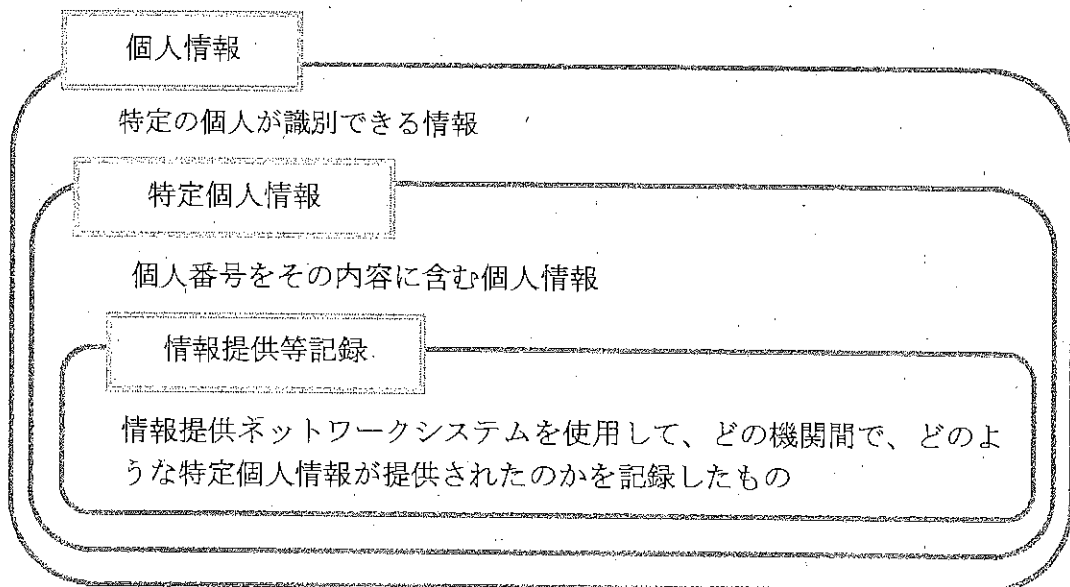 個人情報
特定の個人が識別できる情報
特定個人情報
個人番号をその内容に含む個人情報
情報提供等記録
情報提供ネットワークシステムを使用して、どの機関間で、どのよ
うな特定個人情報が提供されたのかを記録したもの